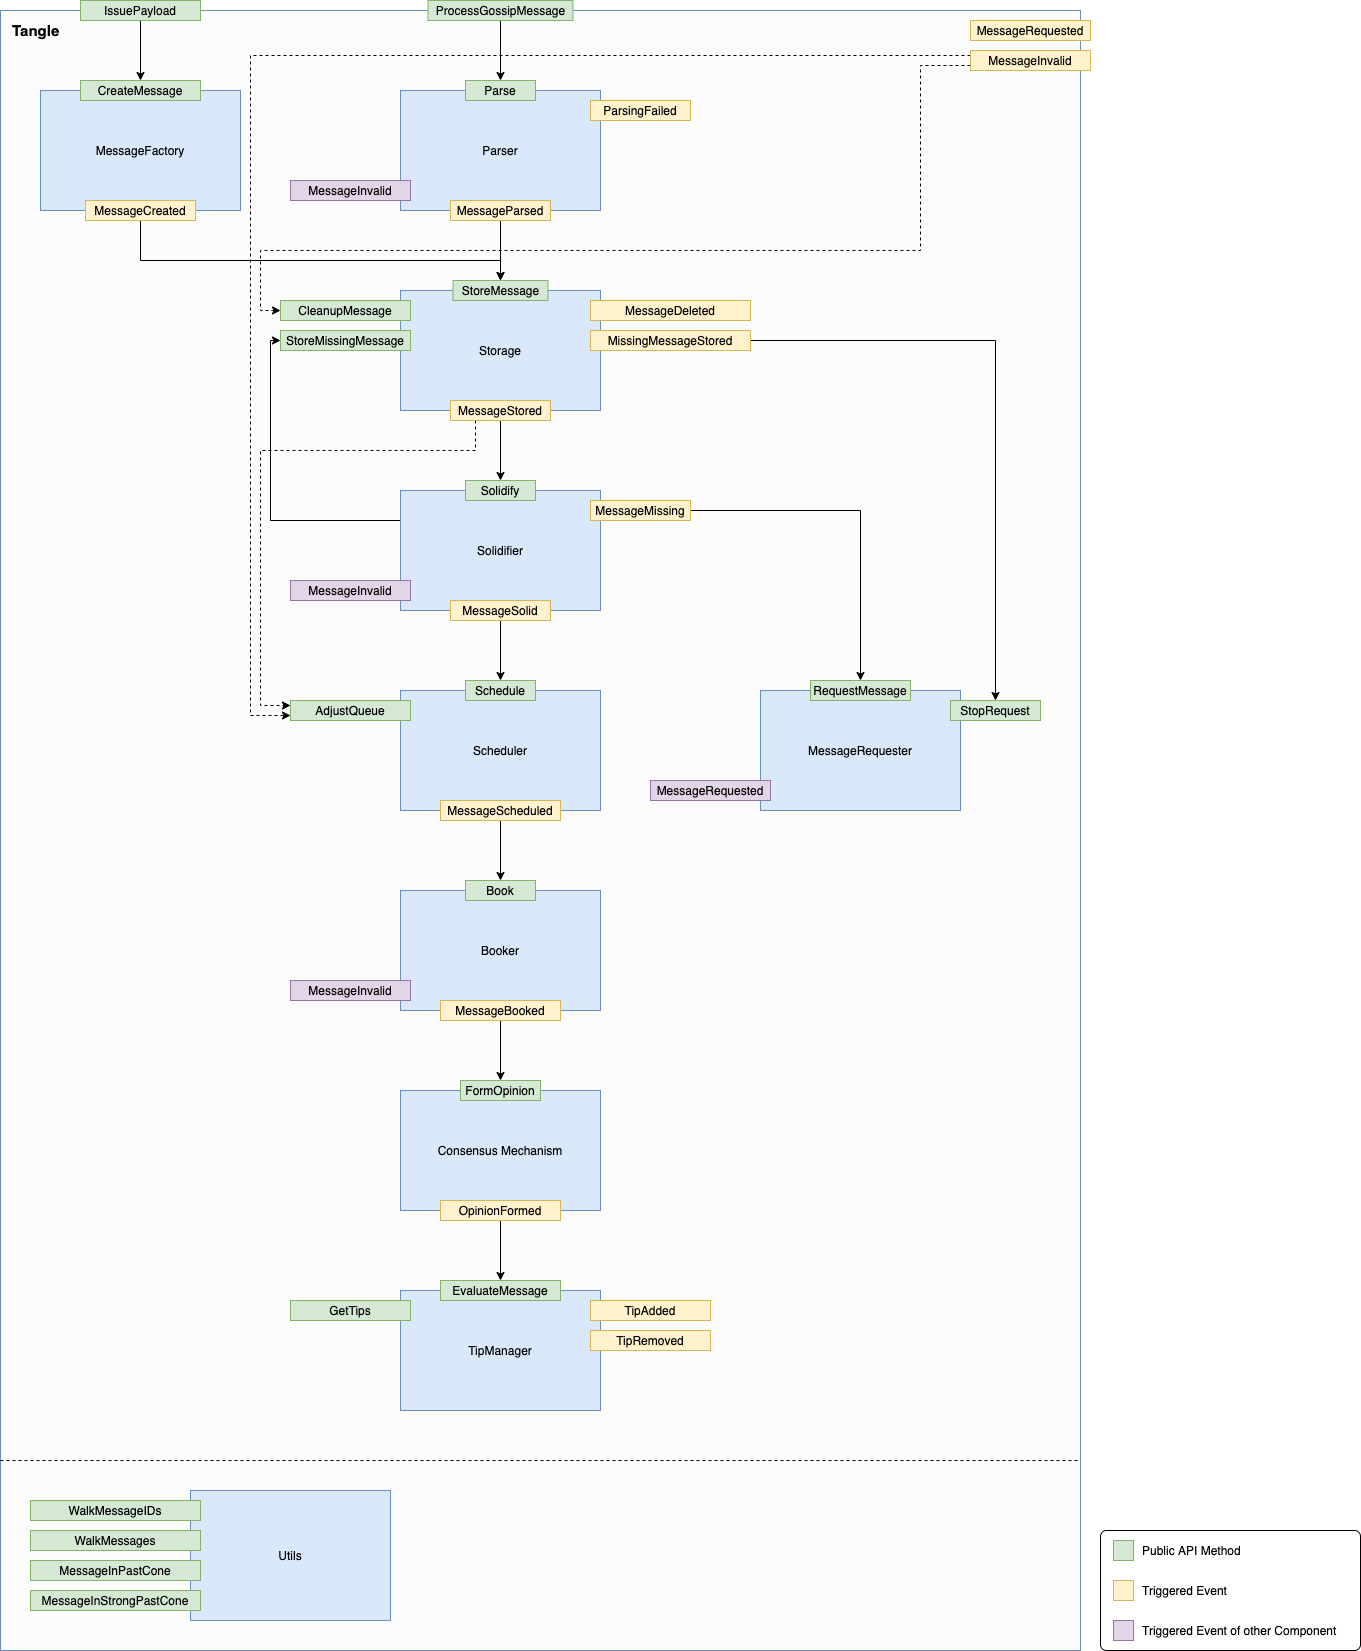 IssuePayload
ProcessGossipMessage
Tangle
MessageRequested
MessageInvalid
CreateMessage
MessageFactory
MessageCreated
Parse
ParsingFailed
Parser
MessageInvalid
MessageParsed
StoreMessage
CleanupMessage
MessageDeleted
StoreMissingMessage
Storage
MissingMessageStored
MessageStored
Solidify
MessageMissing
Solidifier
MessageInvalid
MessageSolid
Schedule
AdjustQueue
Scheduler
MessageScheduled
RequestMessage
StopRequest
MessageRequester
MessageRequested
Book
Booker
MessageInvalid
MessageBooked
FormOpinion
Consensus Mechanism
OpinionFormed
EvaluateMessage
GetTips
TipAdded
TipRemoved
TipManager
WalkMessageIDs
WalkMessages
MessageInPastCone
MessageInStrongPastCone
Utils
Public API Method
Triggered Event
Triggered Event of other Component